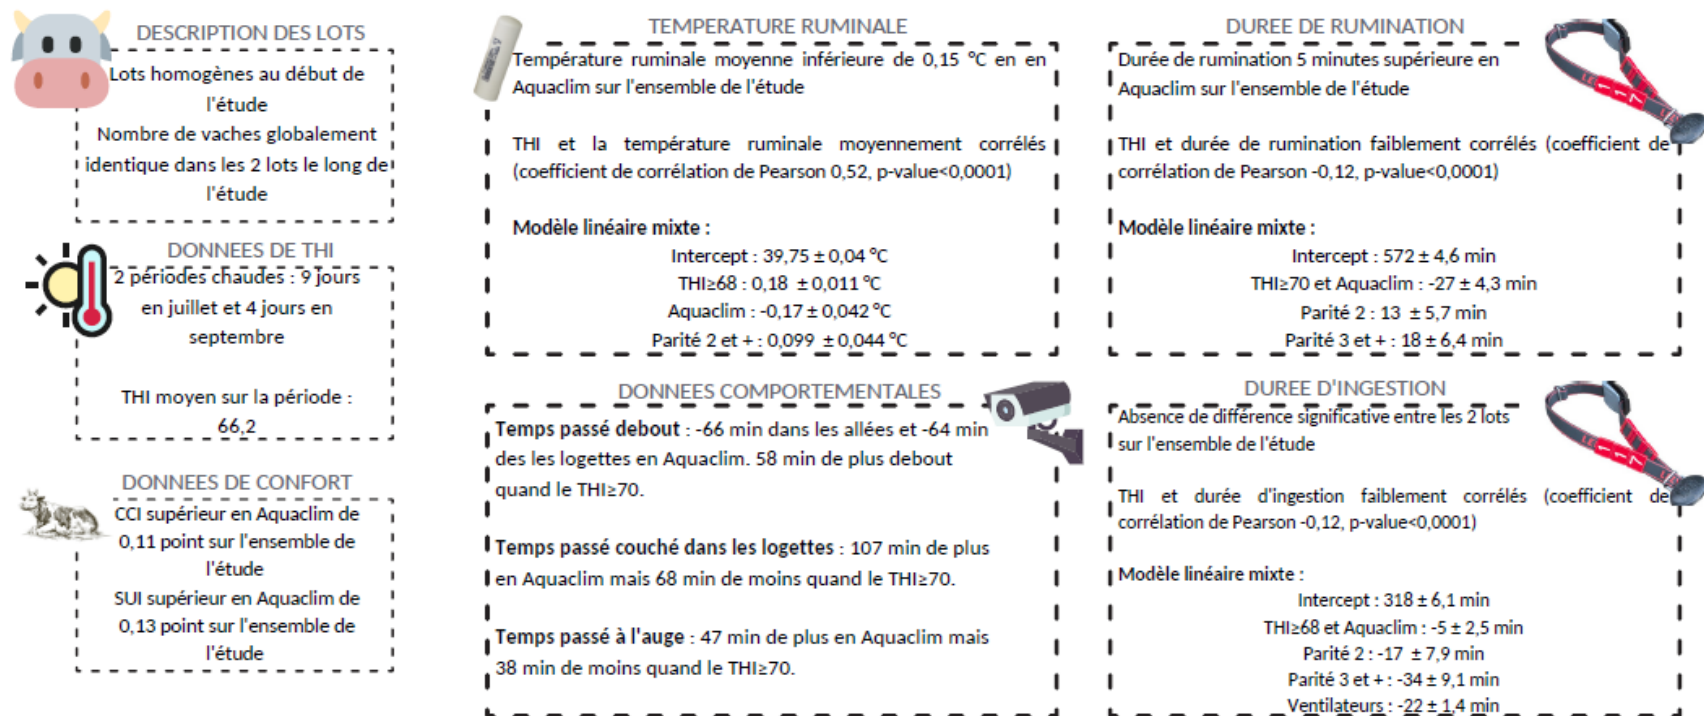 DESCRIPTION DES LOTS
Lots homogènes au début de
l'étude
Nombre de vaches globalement
identique dans les 2 lots le long de
l'étude
DONNEES DE THI
2 périodes chaudes : 9 jours
en juillet et 4 jours en
septembre
THI moyen sur la période :
66,2
DONNEES DE CONFORT
CCI supérieur en Aquaclim de
0,11 point sur l'ensemble de
l'étude
SUI supérieur en Aquaclim de
0,13 point sur l'ensemble de
l'étude
TEMPERATURE RUMINALE
Température ruminale moyenne inférieure de 0,15 °C en en
Aquaclim sur l'ensemble de l'étude
THI et la température ruminale moyennement corrélés
(coefficient de corrélation de Pearson 0,52, p-value<0,0001)
Modèle linéaire mixte :
Intercept : 39,75 ± 0,04 °C
THI≥68 : 0,18 ± 0,011 °C
Aquaclim : -0,17 ± 0,042 °C
Parité 2 et + : 0,099 ± 0,044 °C
DONNEES COMPORTEMENTALES
Temps passé debout : -66 min dans les allées et -64 min
des les logettes en Aquaclim. 58 min de plus debout
quand le THI≥70.
Temps passé couché dans les logettes : 107 min de plus
en Aquaclim mais 68 min de moins quand le THI≥70.
Temps passé à l'auge : 47 min de plus en Aquaclim mais
38 min de moins quand le THI≥70.
DUREE DE RUMINATION
Durée de rumination 5 minutes supérieure en
Aquaclim sur l'ensemble de l'étude
THI et durée de rumination faiblement corrélés (coefficient de
corrélation de Pearson -0,12, p-value<0,0001)
Modèle linéaire mixte :
Intercept : 572 ± 4,6 min
THI≥70 et Aquaclim : -27 ± 4,3 min
Parité 2 : 13 ± 5,7 min
Parité 3 et + : 18 ± 6,4 min
117
DUREE D'INGESTION
Absence de différence significative entre les 2 lots
sur l'ensemble de l'étude
THI et durée d'ingestion faiblement corrélés (coefficient de
corrélation de Pearson -0,12, p-value<0,0001)
Modèle linéaire mixte :
Intercept : 318 ± 6,1 min
THI≥68 et Aquaclim : -5 ± 2,5 min
Parité 2 : -17 ± 7,9 min
Parité 3 et + : -34 ± 9,1 min
Ventilateurs : -22 ± 1,4 min
117